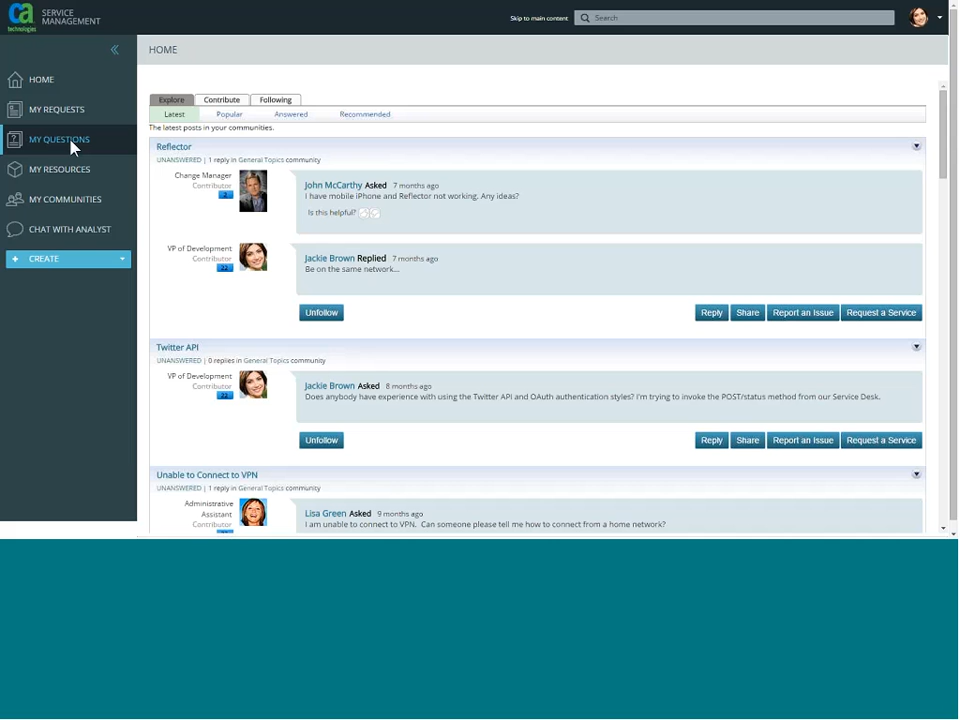 ca
technologies
SERVICE
MANAGEMENT
Skip to main content
Search
HOME
HOME
MY REQUESTS
MY QUESTIONS
MY RESOURCES
MY COMMUNITIES
CHAT WITH ANALYST
+ CREATE
Explore Contribute Following
Latest Popular Answered Recommended
The latest posts in your communities.
Reflector
UNANSWERED | 1 reply in General Topics community
Change Manager
Contributor
John McCarthy Asked 7 months ago
I have mobile iPhone and Reflector not working. Any ideas?
Is this helpful?
VP of Development
Contributor
22
Jackie Brown Replied 7 months ago
Be on the same network...
Unfollow Reply Share Report an Issue Request a Service
Twitter API
UNANSWERED | 0 replies in General Topics community
VP of Development
Contributor
22
Jackie Brown Asked 8 months ago
Does anybody have experience with using the Twitter API and OAuth authentication styles? I'm trying to invoke the POST/status method from our Service Desk.
Unfollow Reply Share Report an Issue Request a Service
Unable to Connect to VPN
UNANSWERED | 1 reply in General Topics community
Administrative
Assistant
Contributor
Lisa Green Asked 9 months ago
I am unable to connect to VPN. Can someone please tell me how to connect from a home network?